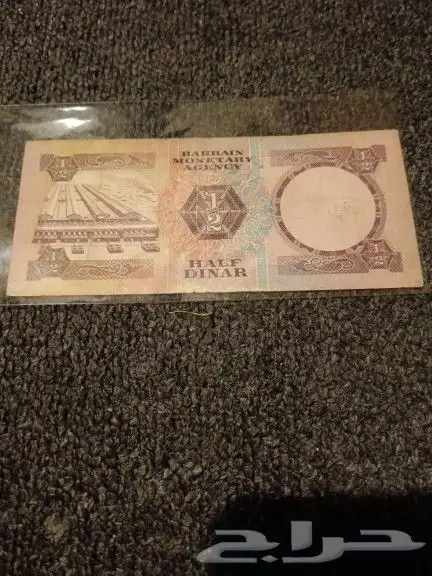 1/2
BAHRAIN
MONETARY
AGENCY
1/2
1/2
1/2
HALF
DINAR
1/2
حراج